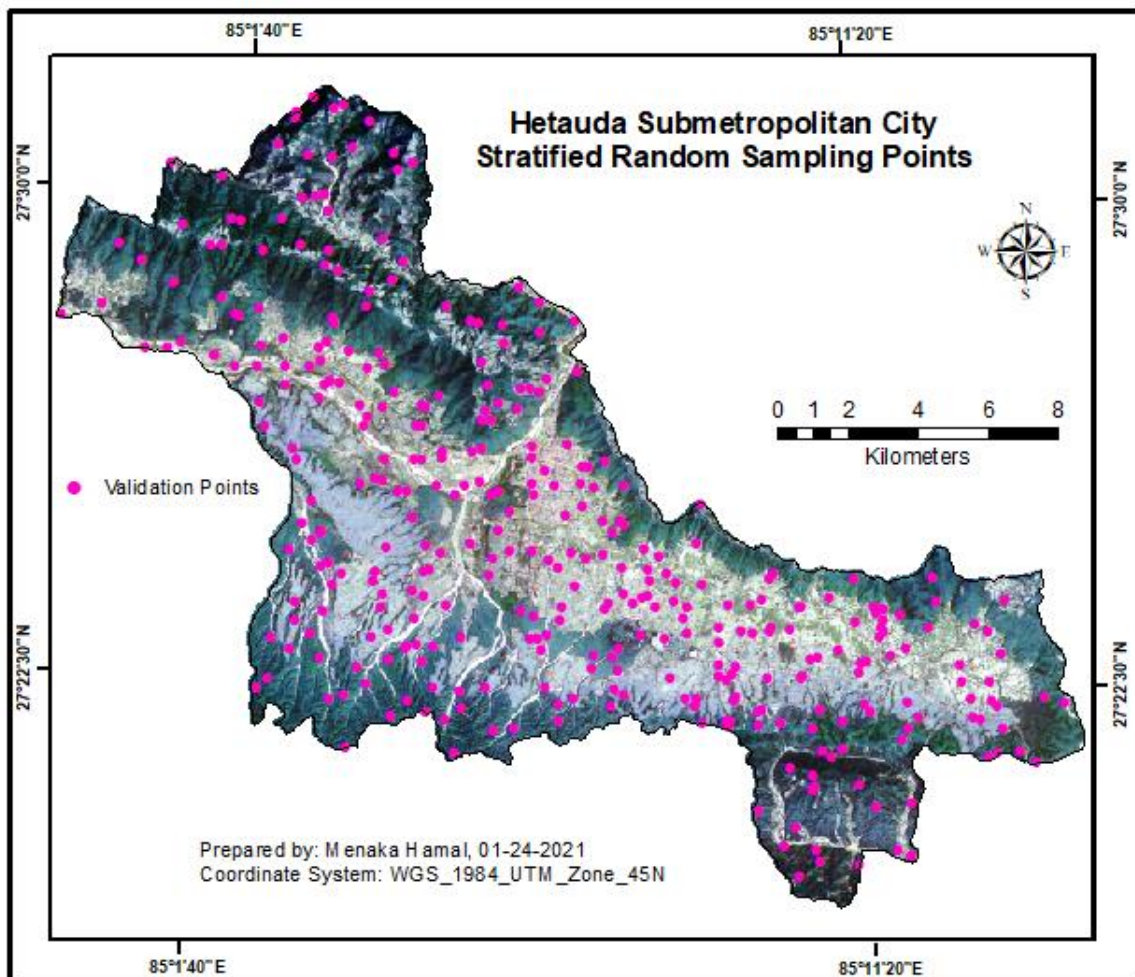 85°1'40"E
85°11'20"E
Hetauda Submetropolitan City
Stratified Random Sampling Points
27°30'0"N
27°30'0"N
N
W
E
S
0 1 2 4 6 8
Kilometers
Validation Points
27°22'30"N
27°22'30"N
Prepared by: Menaka Hamal, 01-24-2021
Coordinate System: WGS_1984_UTM_Zone_45N
85°1'40"E
85°11'20"E